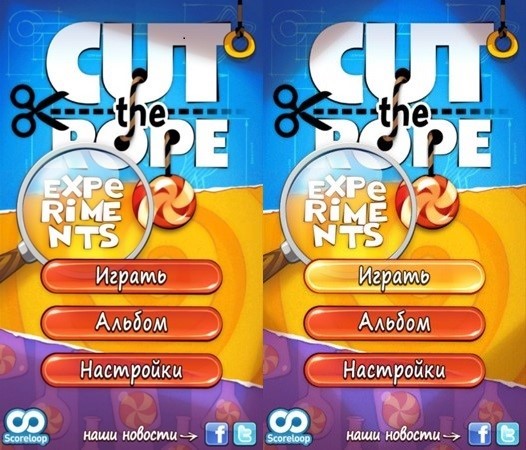 CUT
the
ROPE
EXPE
RIME
NTS
Играть
Альбом
Настройки
Scoreloop
наши новости
CUT
the
ROPE
EXPE
RIME
NTS
Играть
Альбом
Настройки
Scoreloop
наши новости